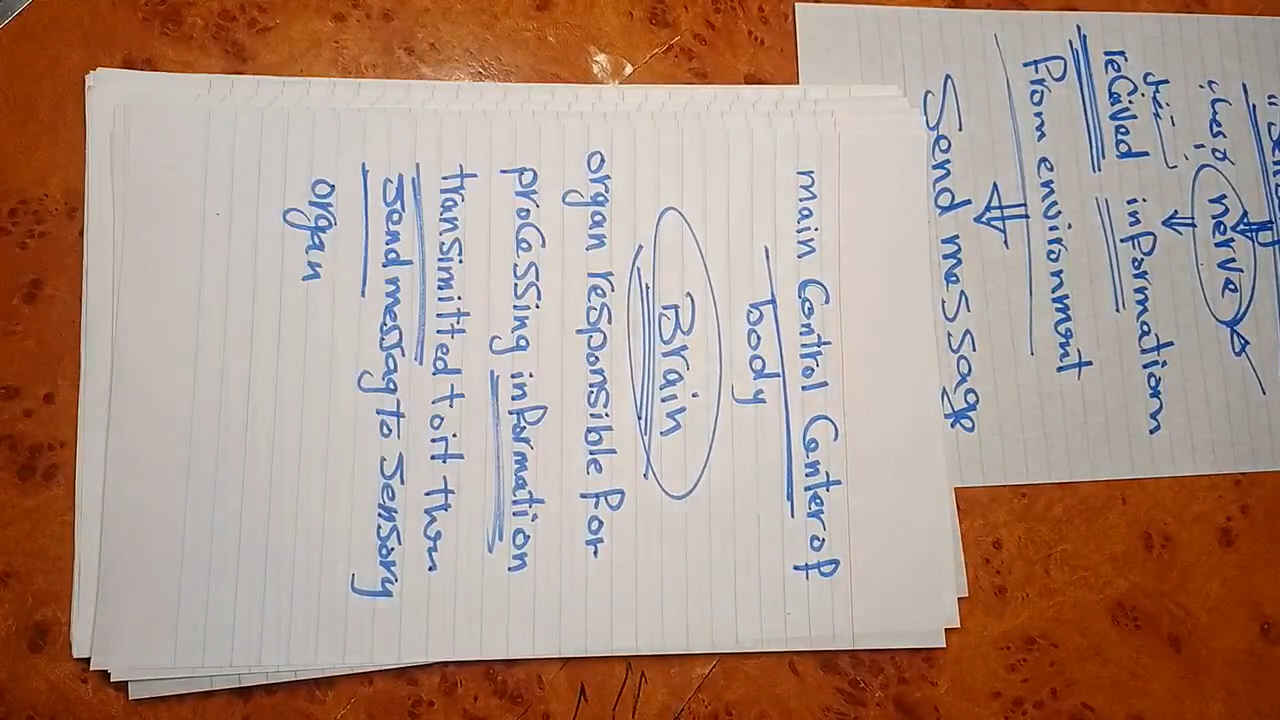 main Control Center of
body
Brain
organ responsible for
processing information
transimitted to it then
send messag to sensory
organ
nerve
recived information
from environment
Send message